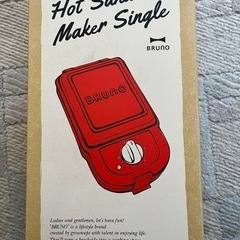 Hot Sand
Maker Single
BRUNO
BRUNO
Ladies and gentlemen, let's have fun!
"BRUNO" is a lifestyle brand
created by grownups with talent in enjoying life.